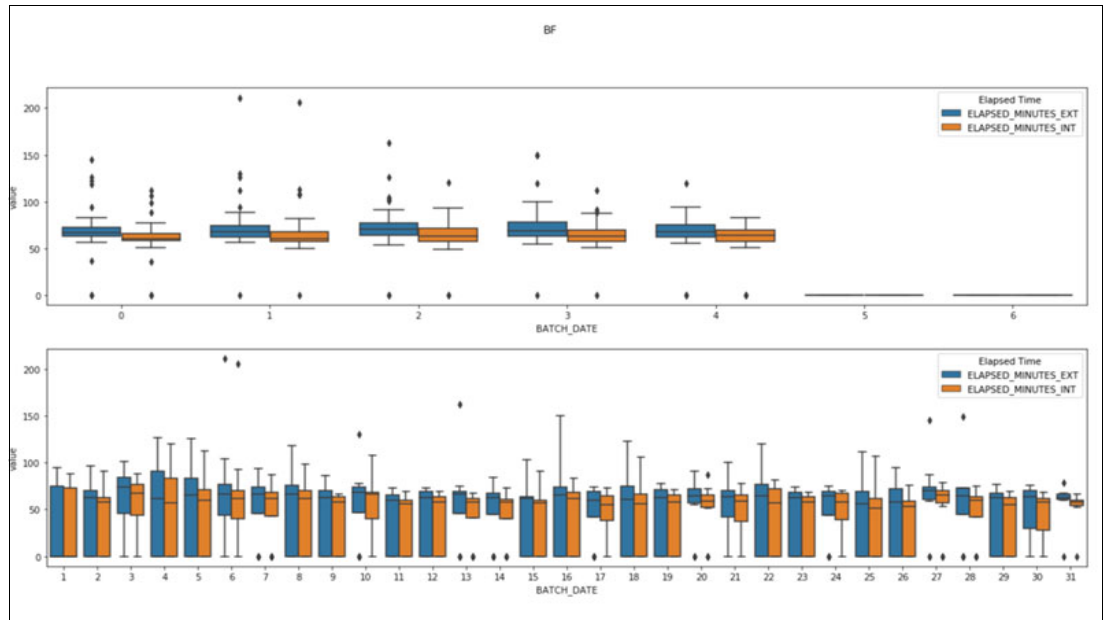 BF
Elapsed Time
ELAPSED_MINUTES_EXT
ELAPSED_MINUTES_INT
value
200
150
100
50
0
0 1 2 3 4 5 6
BATCH_DATE
Elapsed Time
ELAPSED_MINUTES_EXT
ELAPSED_MINUTES_INT
value
200
150
100
50
0
1 2 3 4 5 6 7 8 9 10 11 12 13 14 15 16 17 18 19 20 21 22 23 24 25 26 27 28 29 30 31
BATCH_DATE